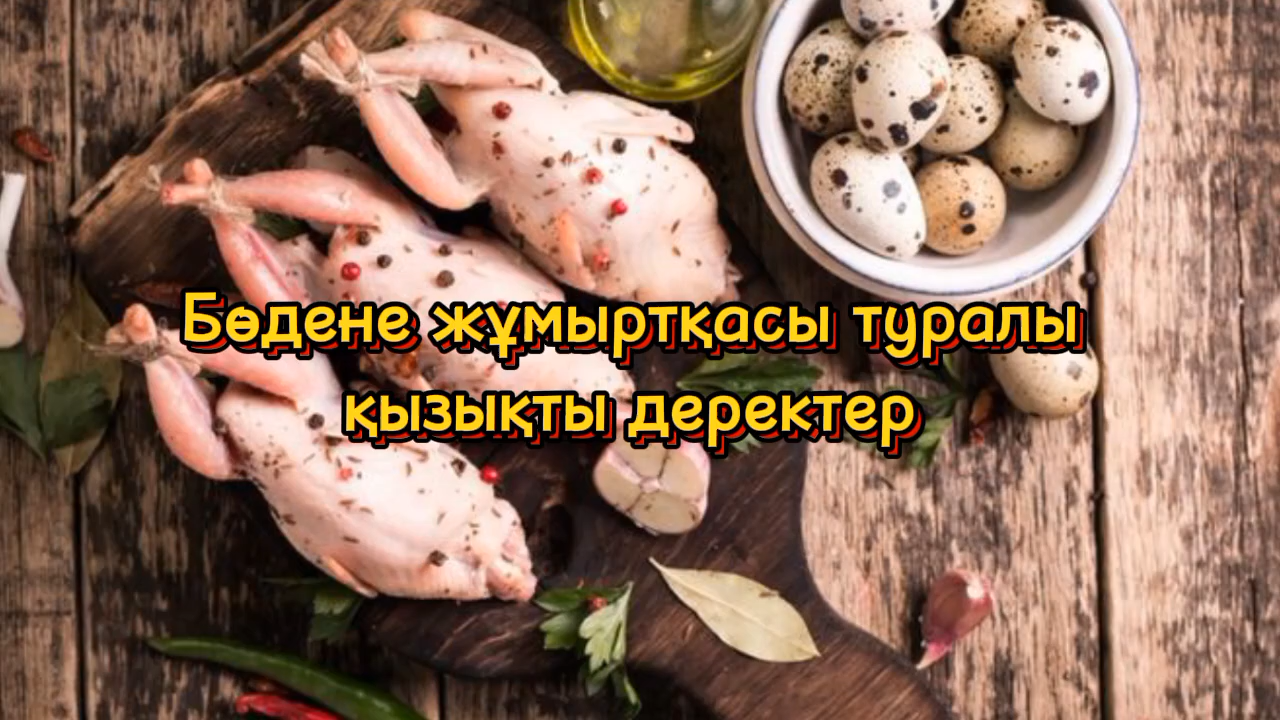 Бөдене жұмыртқасы туралы
қызықты деректер